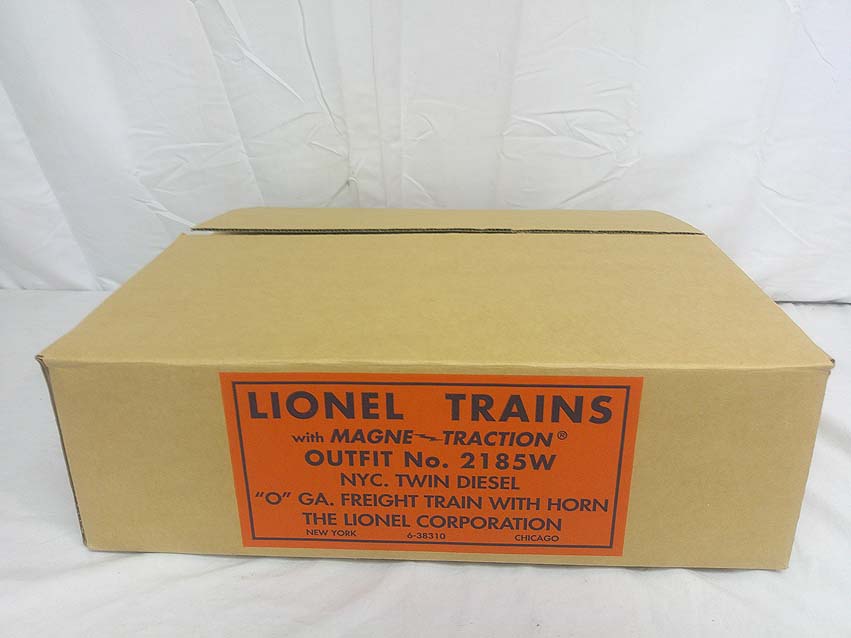 LIONEL TRAINS
with MAGNE-TRACTION®
OUTFIT No. 2185W
NYC. TWIN DIESEL
"O" GA. FREIGHT TRAIN WITH HORN
THE LIONEL CORPORATION
NEW YORK 6-38310 CHICAGO